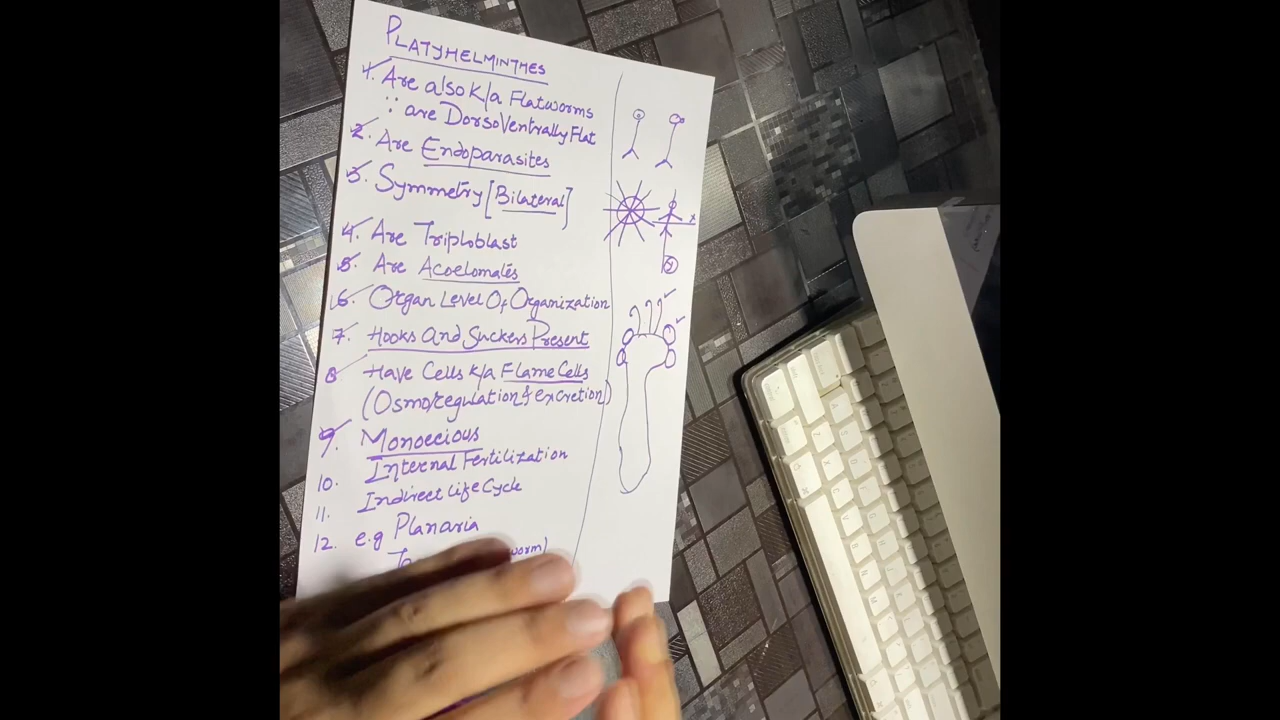 PLATYHELMINTHES
1. Are also K/a Flatworms
∵ are DorsoVentrally Flat
2. Are Endoparasites
3. Symmetry [Bilateral]
4. Are Triploblast
5. Are Acoelomates
6. Organ Level Of Organization
7. Hooks And Suckers Present
8. Have Cells K/a Flame Cells
(Osmoregulation & excretion)
9. Monoecious
10. Internal Fertilization
11. Indirect Life Cycle
12. e.g Planaria
worm)
x
y